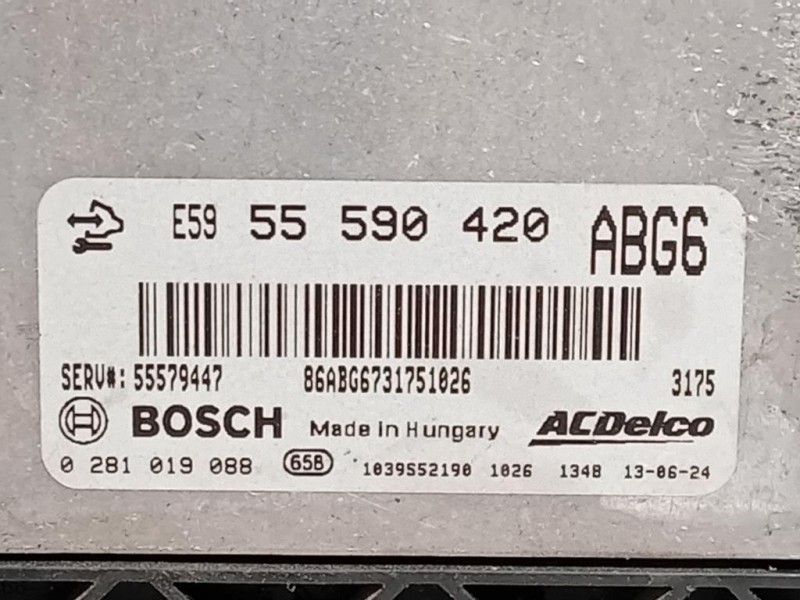 E59 55 590 420 ABG6
SERV#: 55579447 86ABG6731751026 3175
BOSCH Made in Hungary ACDelco
0 281 019 088 65B 1039S52190 1026 134B 13-06-24